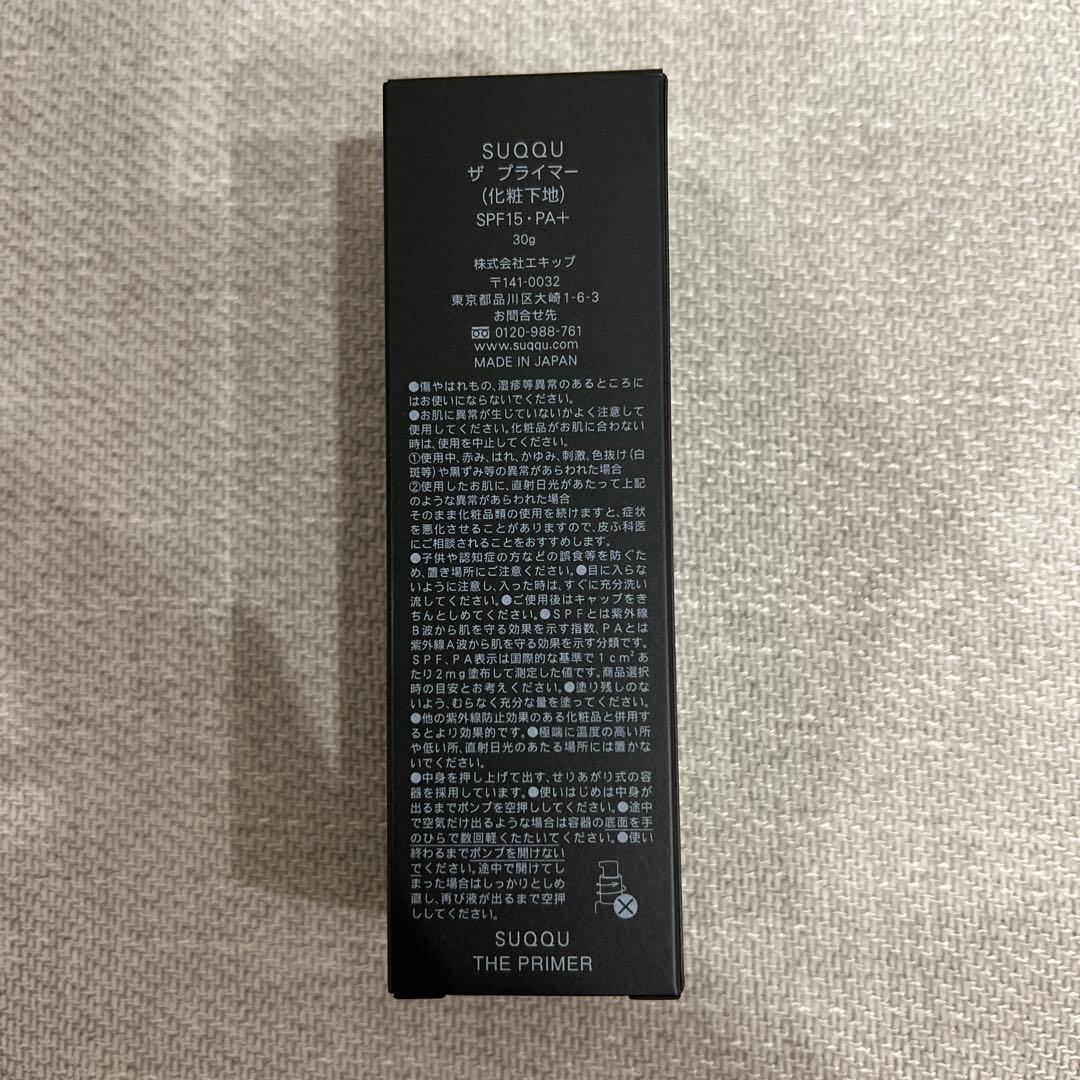 SUQQU
ザ プライマー
(化粧下地)
SPF15・PA＋
30g
株式会社エキップ
〒141-0032
東京都品川区大崎1-6-3
お問合せ先
0120-988-761
www.suqqu.com
MADE IN JAPAN
●傷やはれもの、湿疹等異常のあるところに
はお使いにならないでください。
●お肌に異常が生じていないかよく注意して
使用してください。化粧品がお肌に合わない
時は、使用を中止してください。
①使用中、赤み、はれ、かゆみ、刺激、色抜け(白
斑等)や黒ずみ等の異常があらわれた場合
②使用したお肌に、直射日光があたって上記
のような異常があらわれた場合
そのまま化粧品類の使用を続けますと、症状
を悪化させることがありますので、皮ふ科医
にご相談されることをおすすめします。
●子供や認知症の方などの誤食等を防ぐた
め、置き場所にご注意ください。●目に入らな
いように注意し、入った時は、すぐに充分洗い
流してください。●ご使用後はキャップをき
ちんとしめてください。●SPFとは紫外線
B波から肌を守る効果を示す指数、PAとは
紫外線A波から肌を守る効果を示す分類です。
SPF、PA表示は国際的な基準で1cm²あ
たり2mg塗布して測定した値です。商品選択
時の目安とお考えください。●塗り残しのな
いよう、むらなく充分な量を塗ってください。
●他の紫外線防止効果のある化粧品と併用す
るとより効果的です。●極端に温度の高い所
や低い所、直射日光のあたる場所には置かな
いでください。
●中身を押し上げて出す、せりあがり式の容
器を採用しています。●使いはじめは中身が
出るまでポンプを空押ししてください。●途中
で空気だけ出るような場合は容器の底面を手
のひらで数回軽くたたいてください。●使い
終わるまでポンプを開けない
でください。途中で開けてし
まった場合はしっかりとしめ
直し、再び液が出るまで空押
ししてください。
SUQQU
THE PRIMER